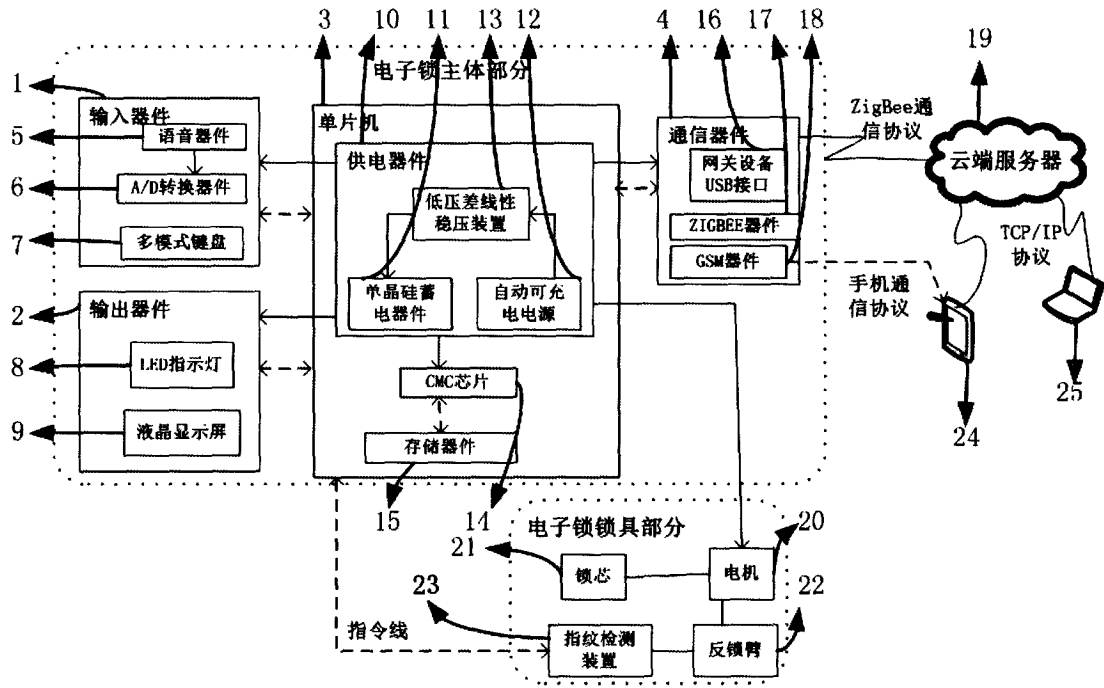 3
10
11
13
12
4
16
17
18
19
电子锁主体部分
1
输入器件
5
语音器件
6
A/D转换器件
7
多模式键盘
2
输出器件
8
LED指示灯
9
液晶显示屏
单片机
供电器件
低压差线性
稳压装置
单晶硅蓄
电器件
自动可充
电电源
CMC芯片
存储器件
15
14
通信器件
网关设备
USB接口
ZIGBEE器件
GSM器件
ZigBee通
信协议
云端服务器
TCP/IP
协议
手机通
信协议
24
25
电子锁锁具部分
20
21
锁芯
电机
22
23
指令线
指纹检测
装置
反锁臂